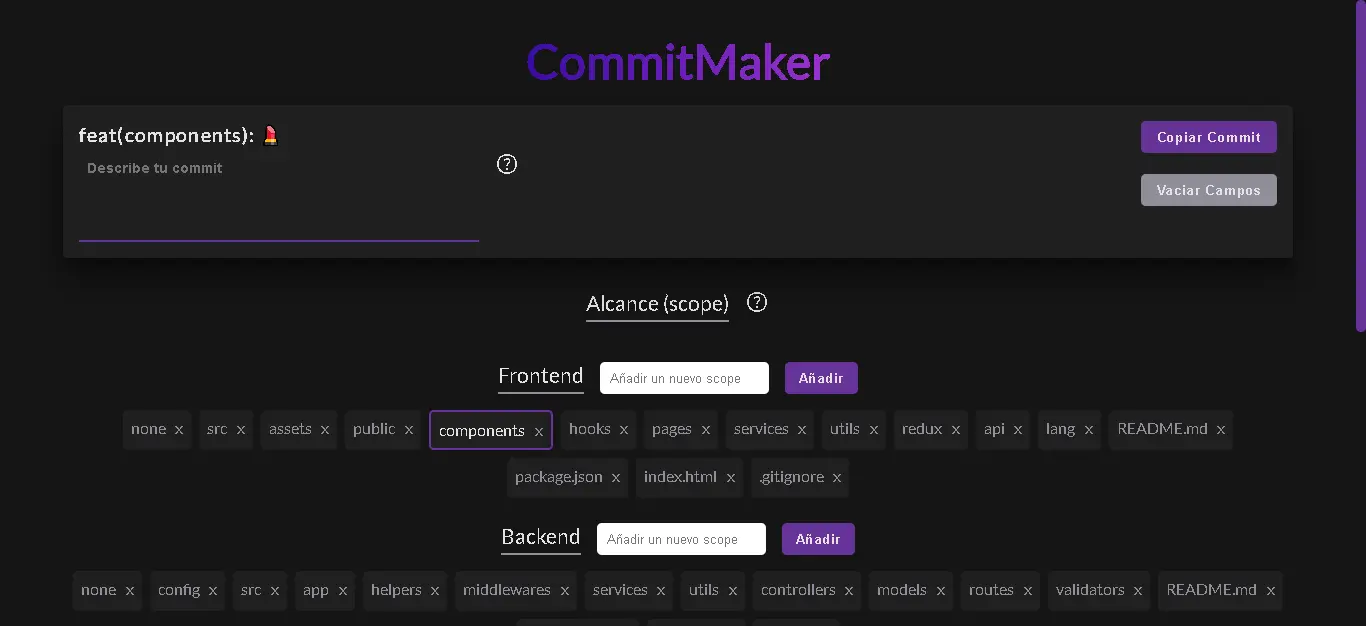 CommitMaker
feat(components): 💄
Describe tu commit
?
Copiar Commit
Vaciar Campos
Alcance (scope) ?
Frontend Añadir un nuevo scope Añadir
none x src x assets x public x components x hooks x pages x services x utils x redux x api x lang x README.md x
package.json x index.html x .gitignore x
Backend Añadir un nuevo scope Añadir
none x config x src x app x helpers x middlewares x services x utils x controllers x models x routes x validators x README.md x